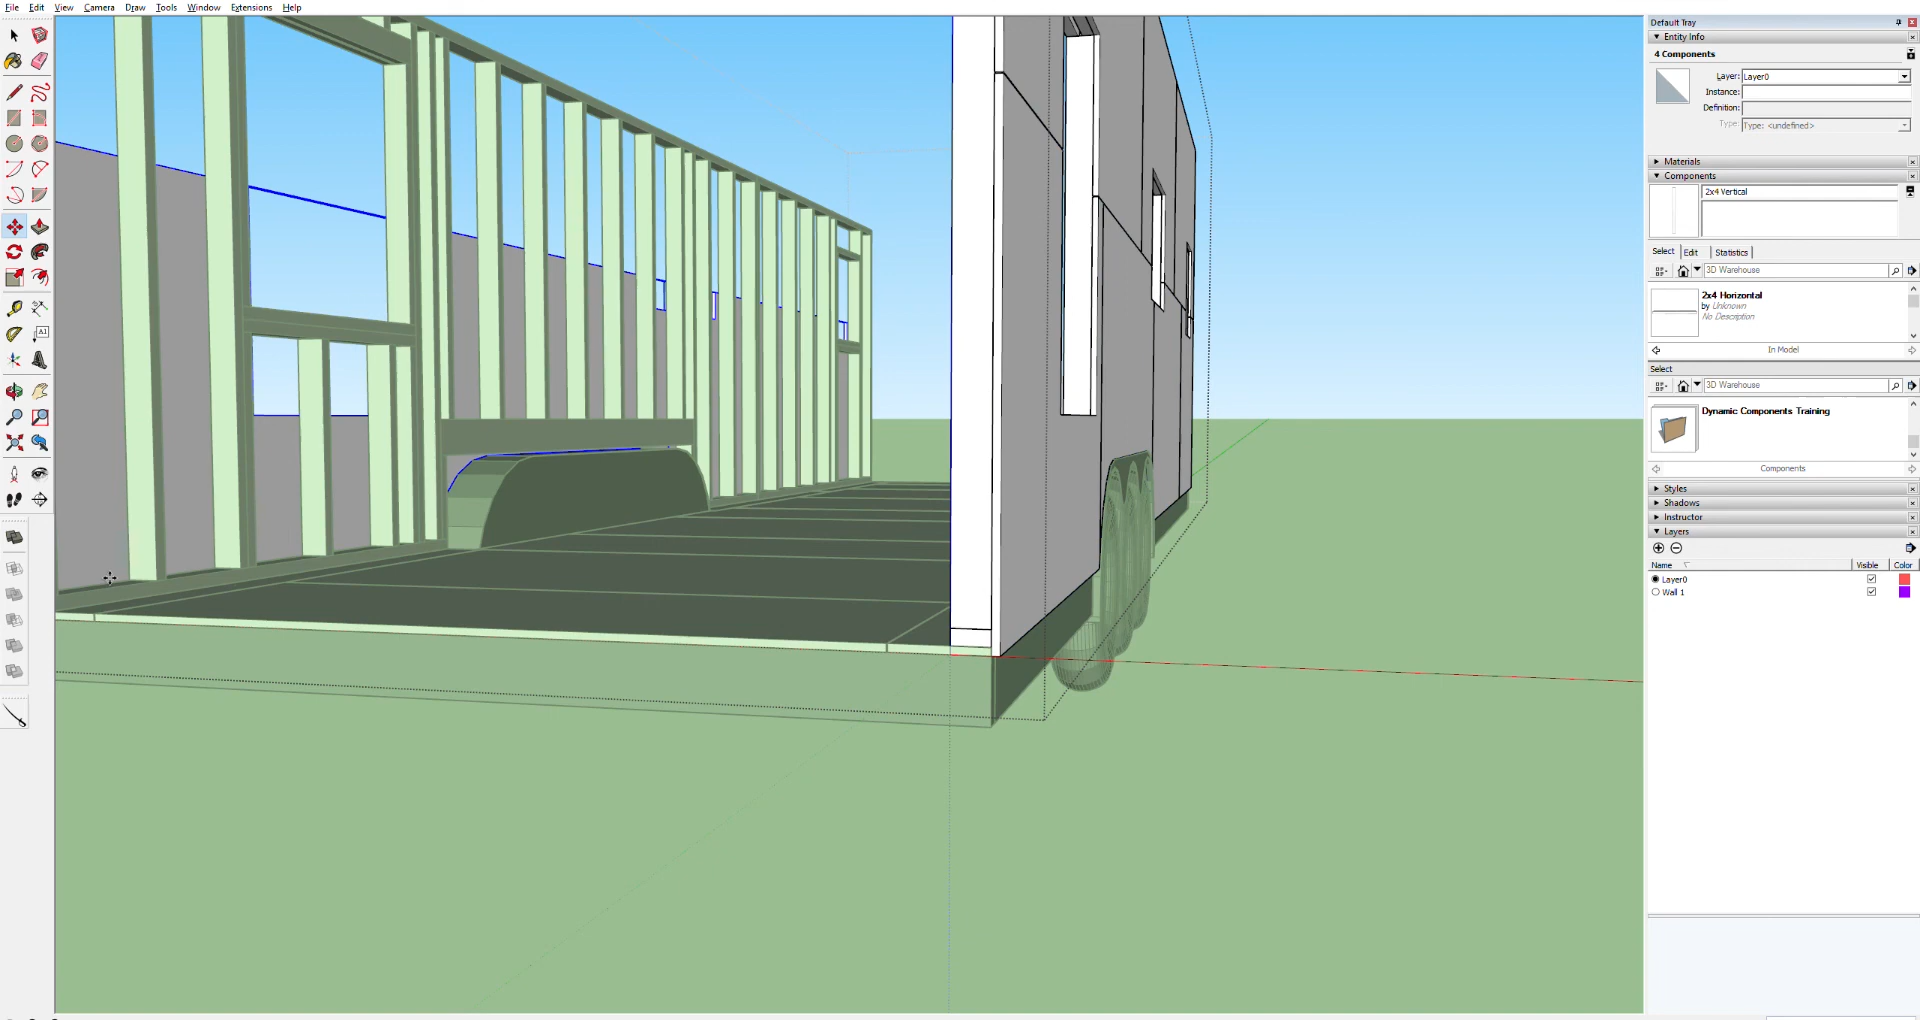 File Edit View Camera Draw Tools Window Extensions Help
Default Tray
Entity Info
4 Components
Layer: Layer0
Instance:
Definition:
Type: Type: <undefined>
Materials
Components
2x4 Vertical
Select Edit Statistics
3D Warehouse
2x4 Horizontal
by Unknown
No Description
In Model
Select
3D Warehouse
Dynamic Components Training
Components
Styles
Shadows
Instructor
Layers
Name Visible Color
Layer0
Wall 1